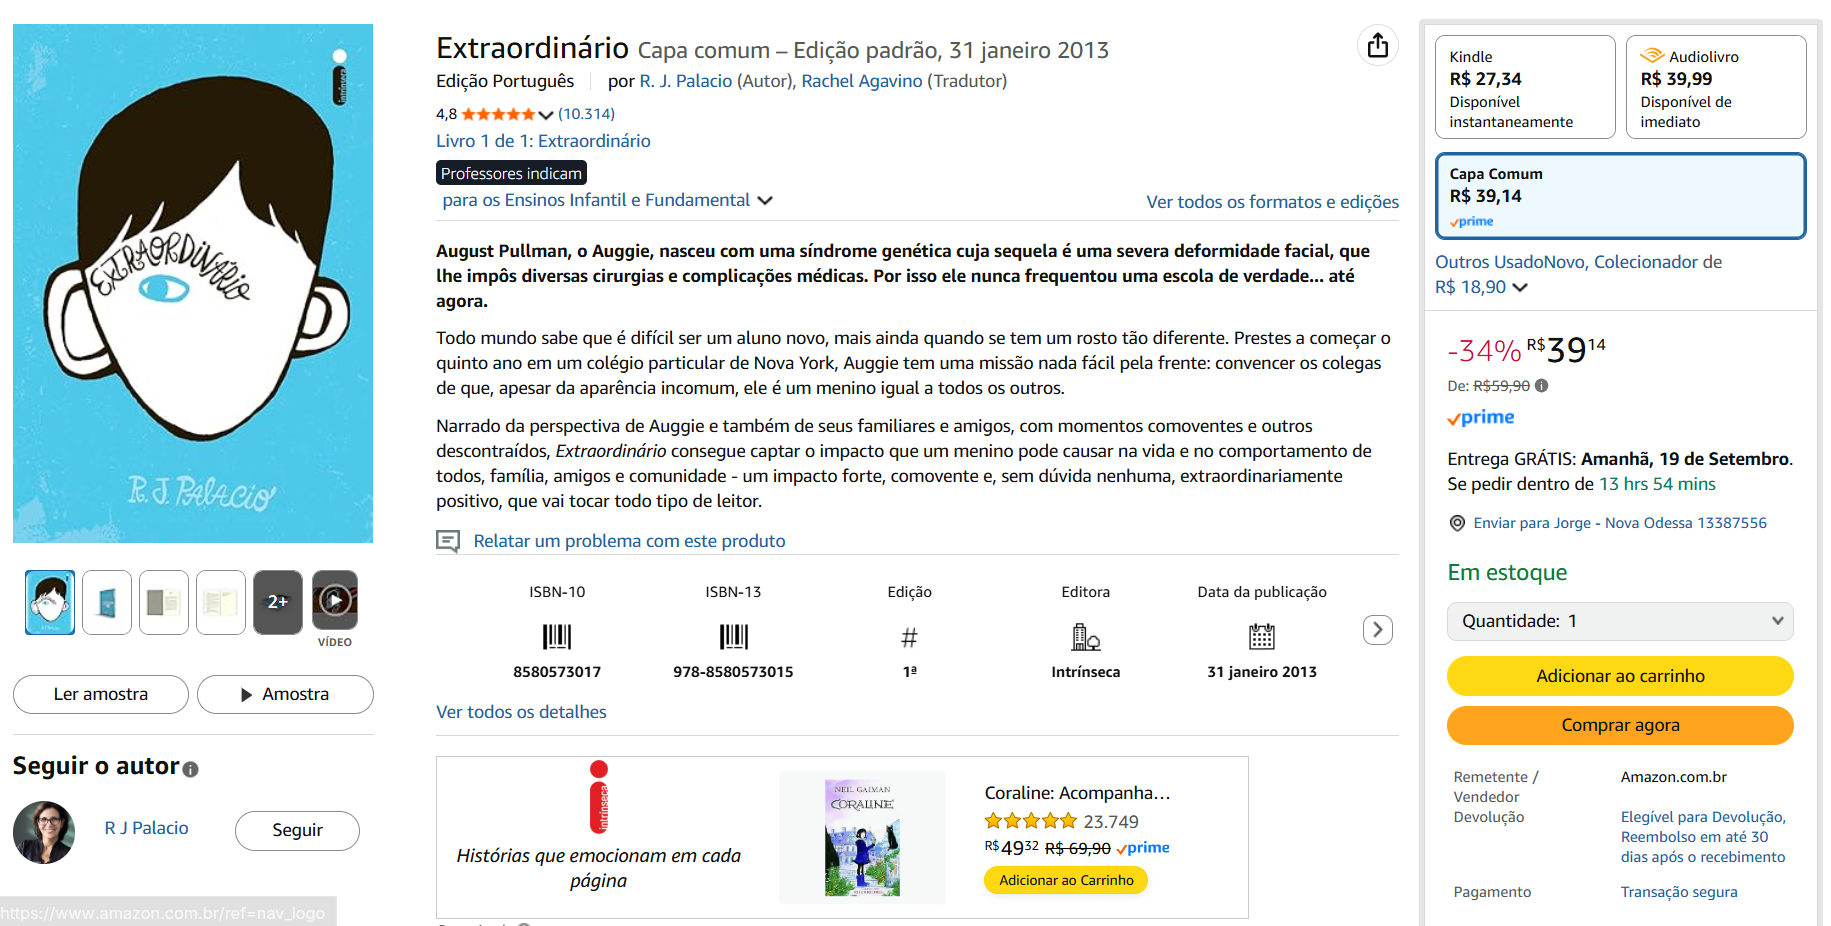 intrínseca
EXTRAORDINÁRIO
R.J. PALACIO
2+
VÍDEO
Ler amostra
Amostra
Seguir o autor
R J Palacio
Seguir
https://www.amazon.com.br/ref=nav_logo
Extraordinário Capa comum – Edição padrão, 31 janeiro 2013
Edição Português
por R. J. Palacio (Autor), Rachel Agavino (Tradutor)
4,8 (10.314)
Livro 1 de 1: Extraordinário
Professores indicam
para os Ensinos Infantil e Fundamental
Ver todos os formatos e edições
August Pullman, o Auggie, nasceu com uma síndrome genética cuja sequela é uma severa deformidade facial, que
lhe impôs diversas cirurgias e complicações médicas. Por isso ele nunca frequentou uma escola de verdade... até
agora.
Todo mundo sabe que é difícil ser um aluno novo, mais ainda quando se tem um rosto tão diferente. Prestes a começar o
quinto ano em um colégio particular de Nova York, Auggie tem uma missão nada fácil pela frente: convencer os colegas
de que, apesar da aparência incomum, ele é um menino igual a todos os outros.
Narrado da perspectiva de Auggie e também de seus familiares e amigos, com momentos comoventes e outros
descontraídos, Extraordinário consegue captar o impacto que um menino pode causar na vida e no comportamento de
todos, família, amigos e comunidade - um impacto forte, comovente e, sem dúvida nenhuma, extraordinariamente
positivo, que vai tocar todo tipo de leitor.
Relatar um problema com este produto
ISBN-10
8580573017
ISBN-13
978-8580573015
Edição
#
1ª
Editora
Intrínseca
Data da publicação
31 janeiro 2013
Ver todos os detalhes
intrínseca
Histórias que emocionam em cada
página
NEIL GAIMAN
CORALINE
Coraline: Acompanha…
23.749
R$49 32 R$ 69,90 prime
Adicionar ao Carrinho
Kindle
R$ 27,34
Disponível
instantaneamente
Audiolivro
R$ 39,99
Disponível de
imediato
Capa Comum
R$ 39,14
prime
Outros UsadoNovo, Colecionador de
R$ 18,90
-34% R$39 14
De: R$59,90
prime
Entrega GRÁTIS: Amanhã, 19 de Setembro.
Se pedir dentro de 13 hrs 54 mins
Enviar para Jorge - Nova Odessa 13387556
Em estoque
Quantidade: 1
Adicionar ao carrinho
Comprar agora
Remetente /
Vendedor
Amazon.com.br
Devolução
Elegível para Devolução,
Reembolso em até 30
dias após o recebimento
Pagamento
Transação segura